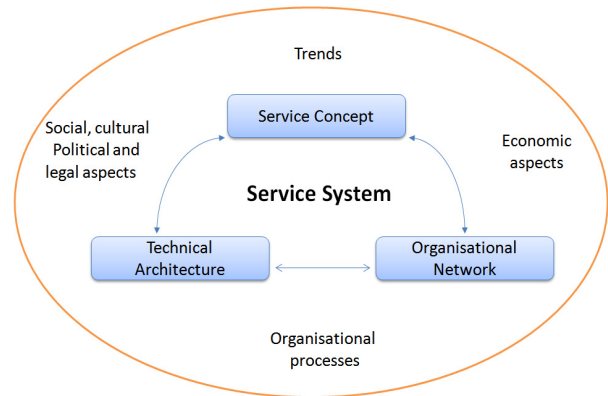 Trends
Service Concept
Social, cultural
Political and
legal aspects
Economic
aspects
Service System
Technical
Architecture
Organisational
Network
Organisational
processes